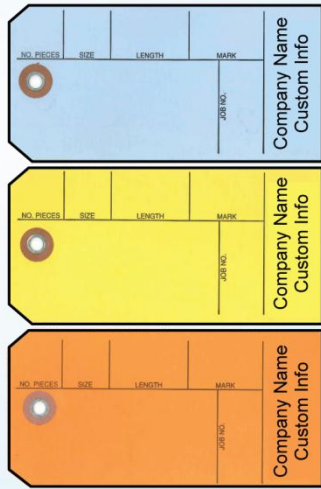 NO. PIECES SIZE LENGTH MARK
JOB NO.
Company Name
Custom Info
NO. PIECES SIZE LENGTH MARK
JOB NO.
Company Name
Custom Info
NO. PIECES SIZE LENGTH MARK
JOB NO.
Company Name
Custom Info